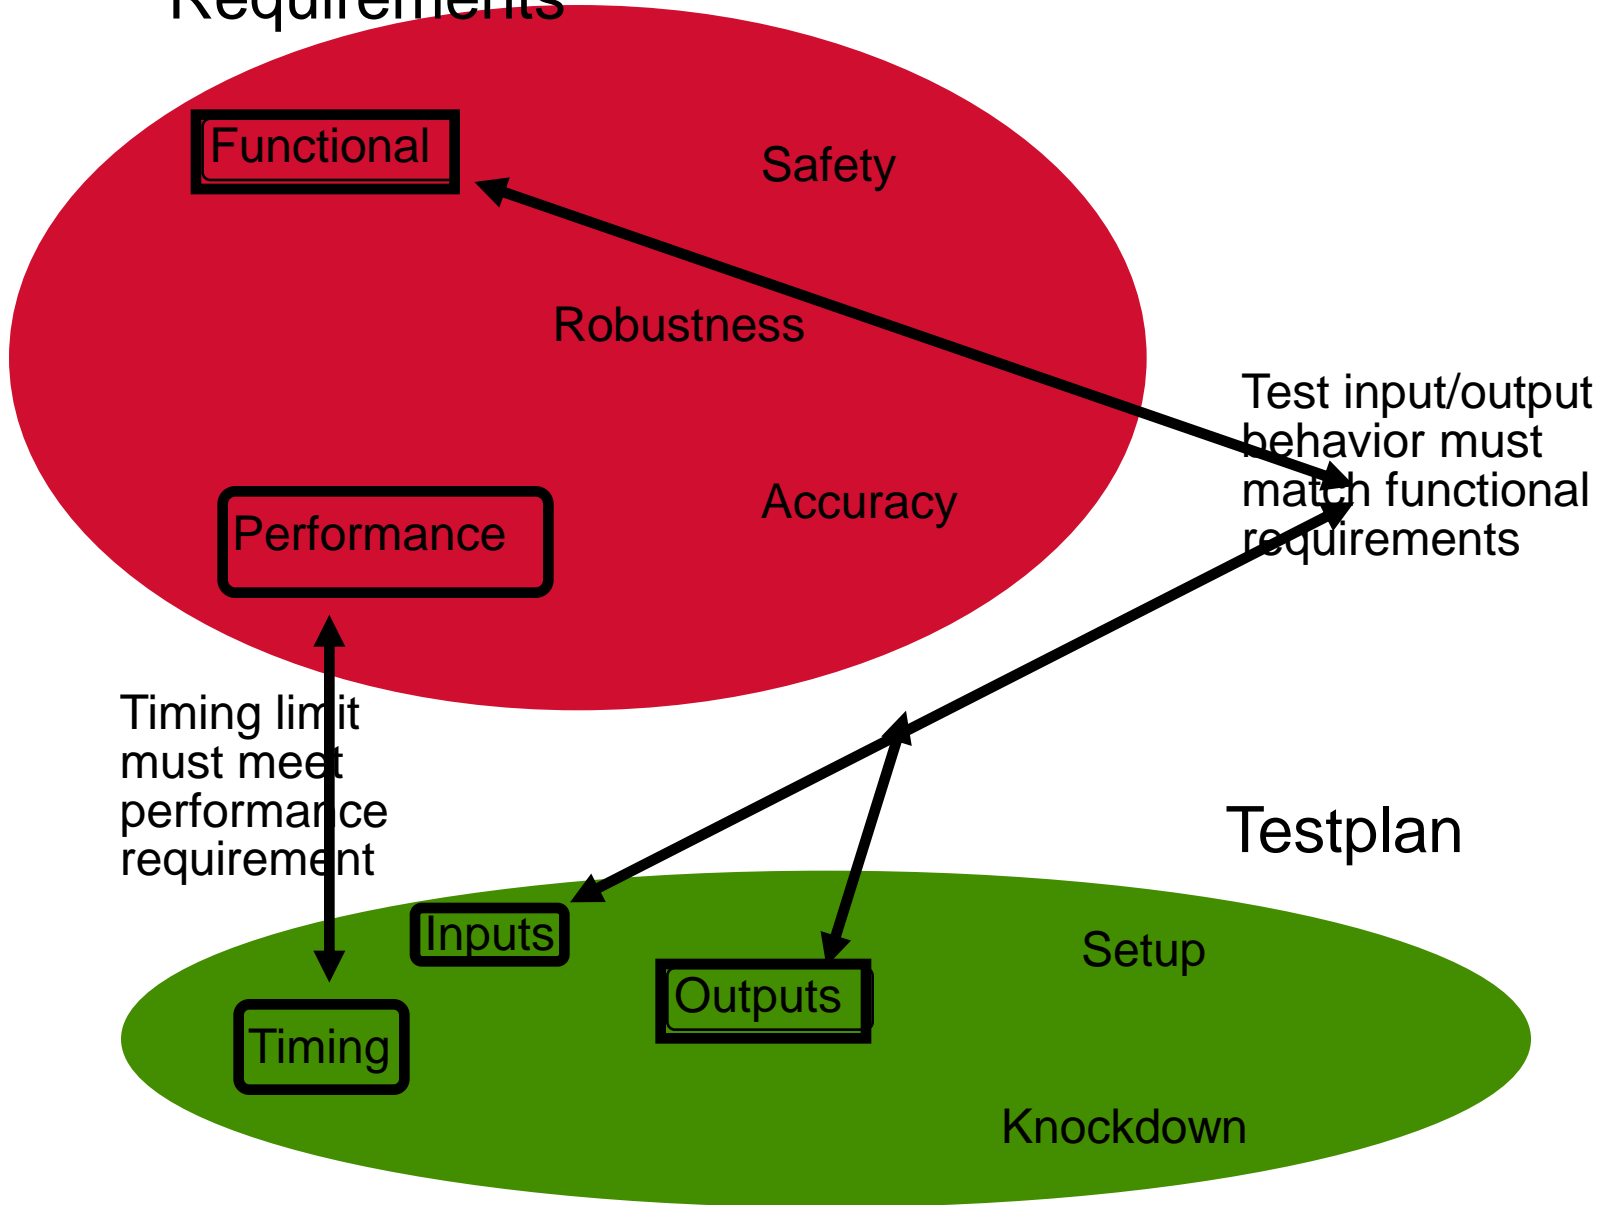 Requirements
Functional
Safety
Robustness
Accuracy
Performance
Test input/output
behavior must
match functional
requirements
Timing limit
must meet
performance
requirement
Testplan
Inputs
Setup
Outputs
Timing
Knockdown